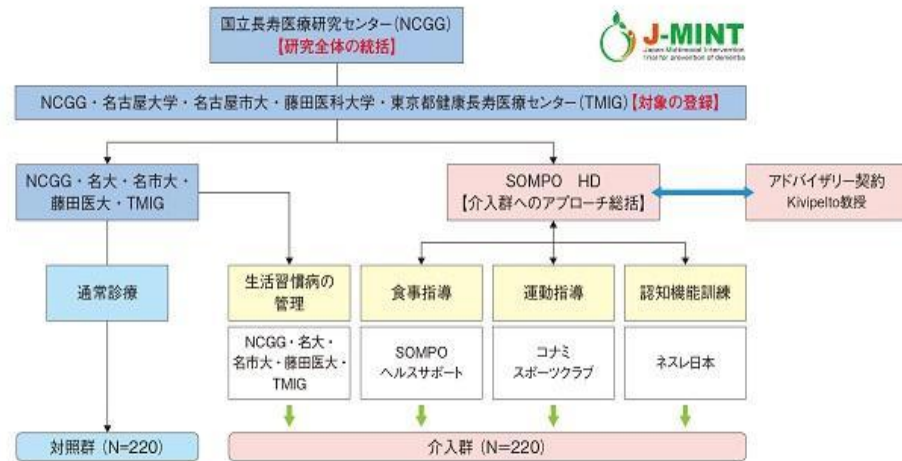 国立長寿医療研究センター(NCGG)
【研究全体の統括】
J-MINT
Japan Multimodal Intervention
Trial for prevention of dementia
NCGG・名古屋大学・名古屋市大・藤田医科大学・東京都健康長寿医療センター(TMIG)【対象の登録】
NCGG・名大・名市大・
藤田医大・TMIG
SOMPO HD
【介入群へのアプローチ総括】
アドバイザリー契約
Kivipelto教授
通常診療
生活習慣病の
管理
食事指導
運動指導
認知機能訓練
NCGG・名大・
名市大・藤田医大・
TMIG
SOMPO
ヘルスサポート
コナミ
スポーツクラブ
ネスレ日本
対照群 (N=220)
介入群 (N=220)